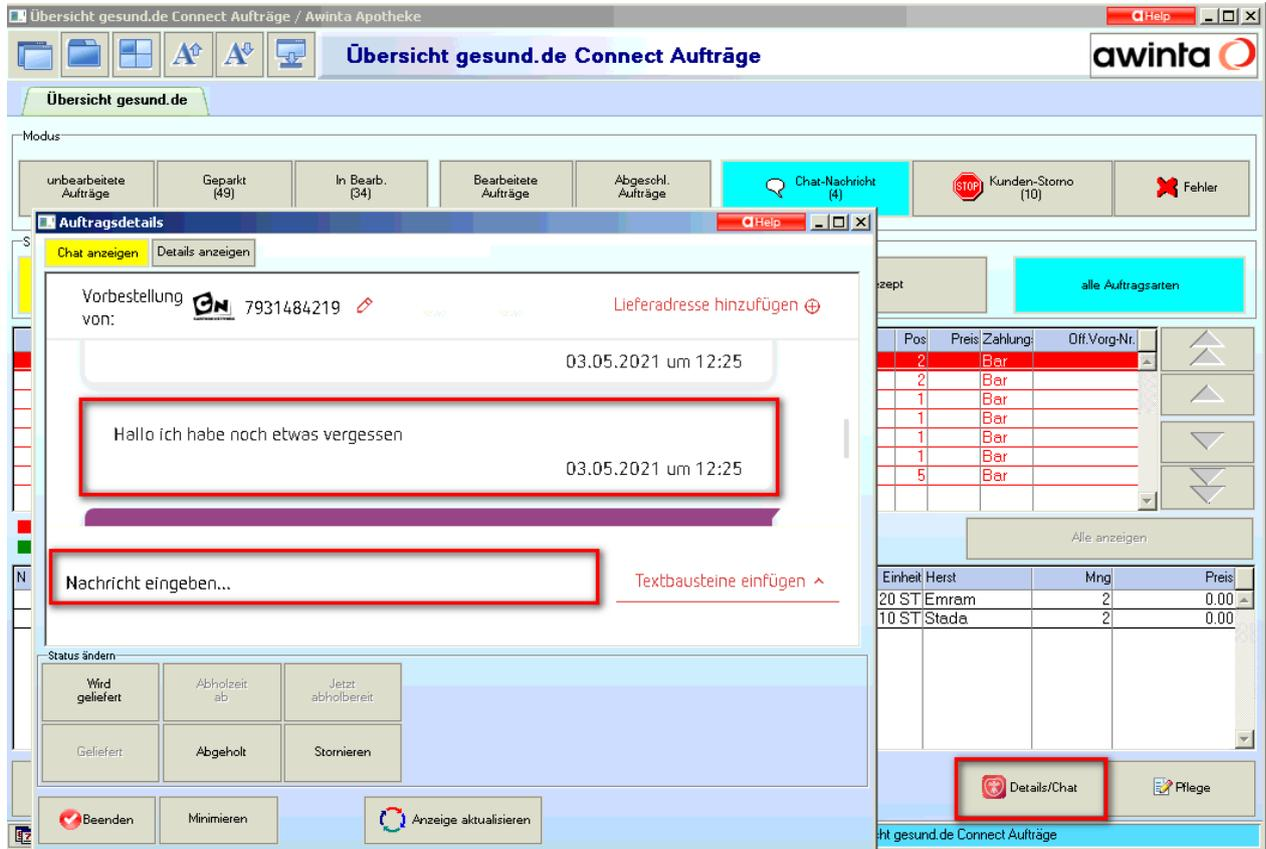 Übersicht gesund.de Connect Aufträge / Awinta Apotheke
Help
Übersicht gesund.de Connect Aufträge
awinta
Übersicht gesund.de
Modus
unbearbeitete
Aufträge
Geparkt
(49)
In Bearb.
(34)
Bearbeitete
Aufträge
Abgeschl.
Aufträge
Chat-Nachricht
(4)
STOP
Kunden-Storno
(10)
Fehler
Auftragsdetails
Help
S
Chat anzeigen
Details anzeigen
zept
alle Auftragsarten
Vorbestellung
von:
CN
7931484219
Lieferadresse hinzufügen
Pos Preis Zahlung: Off.Vorg-Nr.
2 Bar
2 Bar
1 Bar
1 Bar
1 Bar
1 Bar
5 Bar
03.05.2021 um 12:25
Hallo ich habe noch etwas vergessen
03.05.2021 um 12:25
Alle anzeigen
Nachricht eingeben...
Textbausteine einfügen
N
Einheit Herst Mng Preis
20 ST Emram 2 0.00
10 ST Stada 2 0.00
Status ändern
Wird
geliefert
Abholzeit
ab
Jetzt
abholbereit
Geliefert
Abgeholt
Stornieren
Details/Chat
Pflege
Beenden
Minimieren
Anzeige aktualisieren
ht gesund.de Connect Aufträge